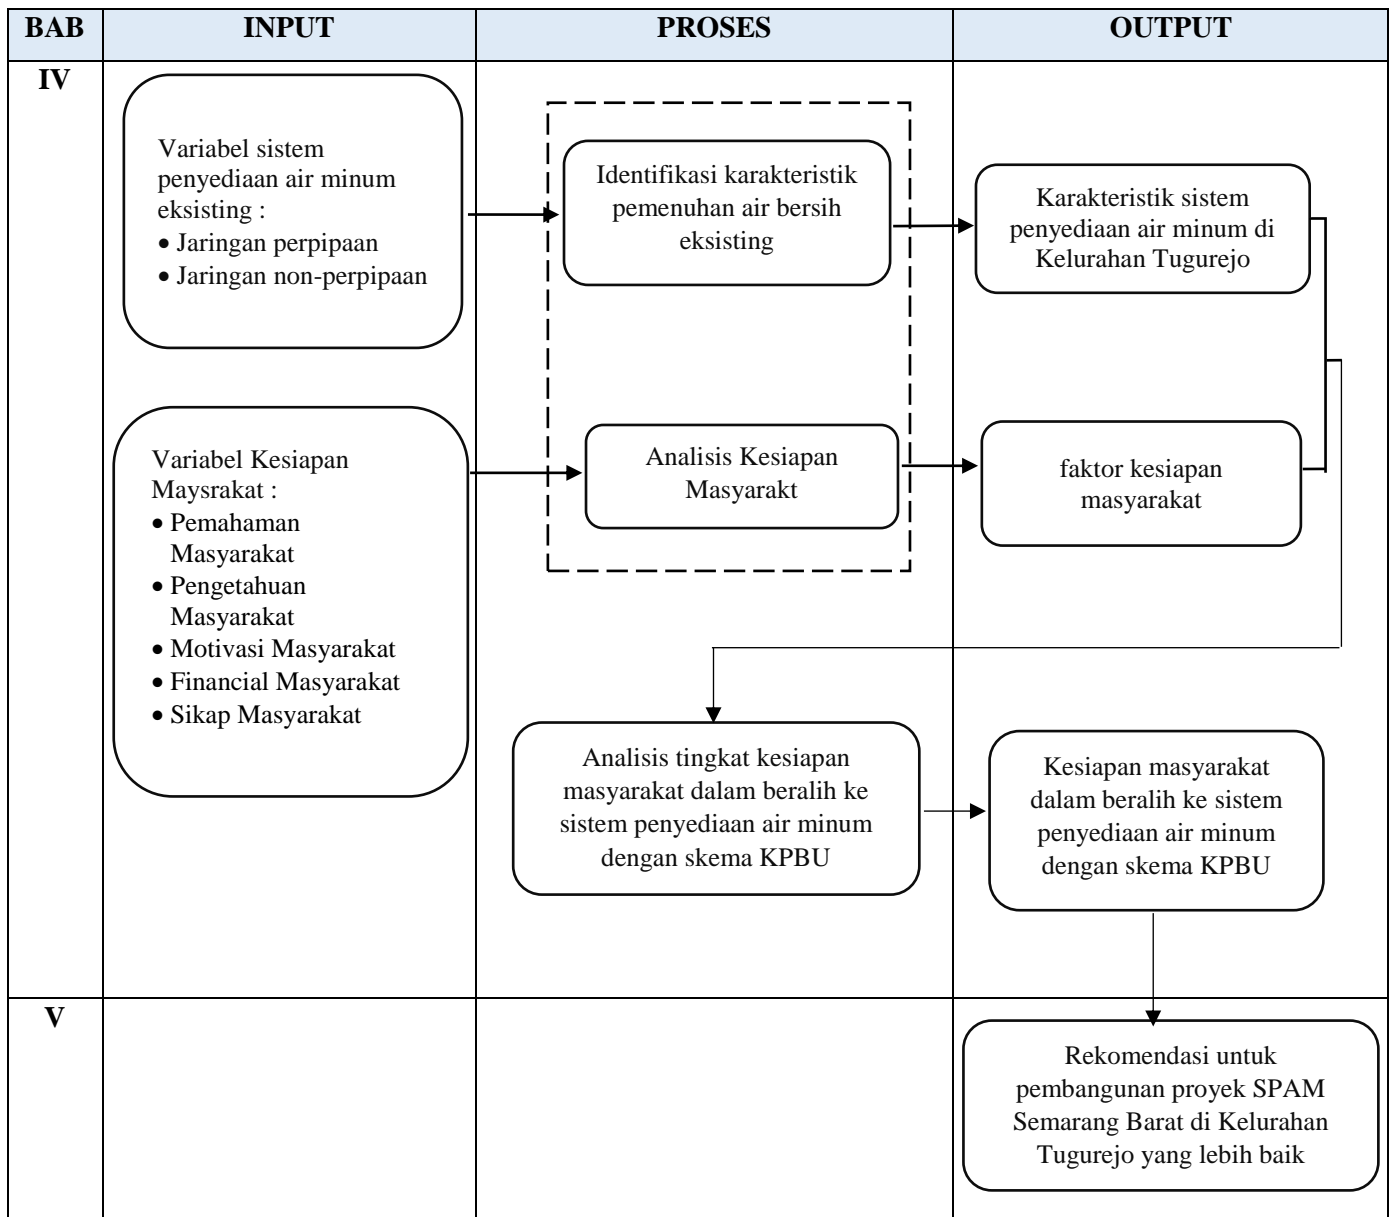 BAB
INPUT
PROSES
OUTPUT
IV
Variabel sistem
penyediaan air minum
eksisting :
• Jaringan perpipaan
• Jaringan non-perpipaan
Identifikasi karakteristik
pemenuhan air bersih
eksisting
Karakteristik sistem
penyediaan air minum di
Kelurahan Tugurejo
Variabel Kesiapan
Maysrakat :
• Pemahaman
Masyarakat
• Pengetahuan
Masyarakat
• Motivasi Masyarakat
• Financial Masyarakat
• Sikap Masyarakat
Analisis Kesiapan
Masyarakt
faktor kesiapan
masyarakat
Analisis tingkat kesiapan
masyarakat dalam beralih ke
sistem penyediaan air minum
dengan skema KPBU
Kesiapan masyarakat
dalam beralih ke sistem
penyediaan air minum
dengan skema KPBU
V
Rekomendasi untuk
pembangunan proyek SPAM
Semarang Barat di Kelurahan
Tugurejo yang lebih baik